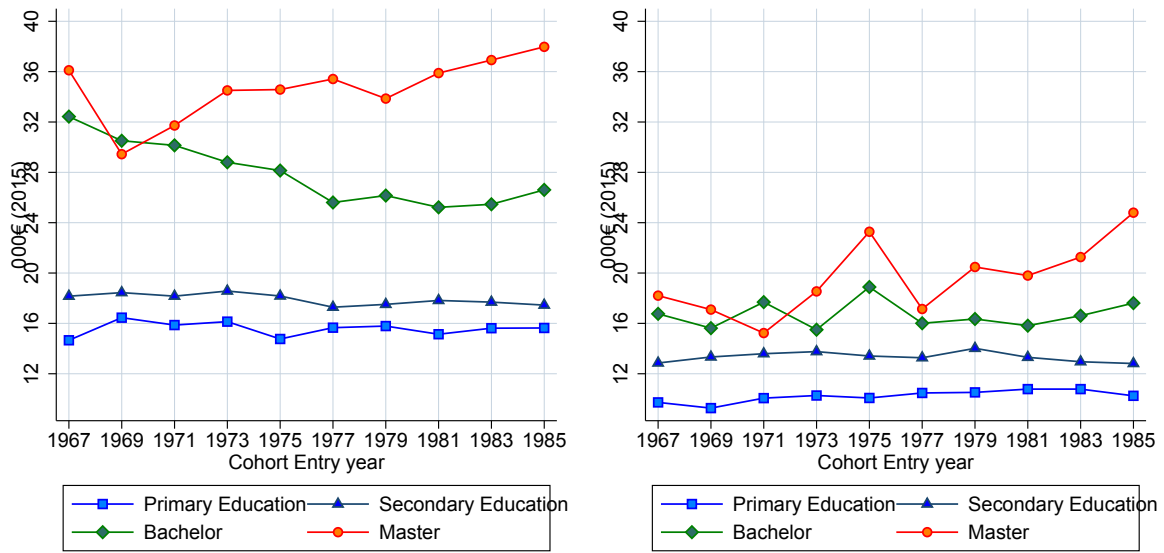 40
36
32
28
24
20
16
12
000€ (2015)
1967 1969 1971 1973 1975 1977 1979 1981 1983 1985
Cohort Entry year
Primary Education Secondary Education
Bachelor Master
40
36
32
28
24
20
16
12
000€ (2015)
1967 1969 1971 1973 1975 1977 1979 1981 1983 1985
Cohort Entry year
Primary Education Secondary Education
Bachelor Master